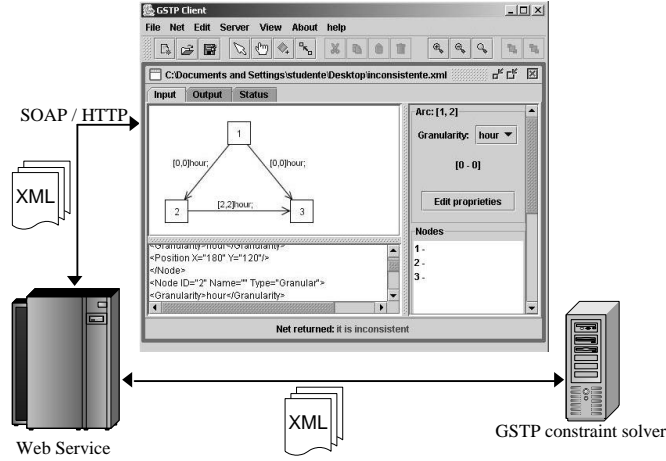 GSTP Client
File Net Edit Server View About help
C:\Documents and Settings\studente\Desktop\inconsistente.xml
Input Output Status
Arc: [1, 2]
Granularity: hour
[0 - 0]
Edit proprieties
Nodes
1 -
2 -
3 -
1
[0,0]hour; [0,0]hour;
2 [2,2]hour; 3
<Granularity>hour</Granularity>
<Position X="180" Y="120"/>
</Node>
<Node ID="2" Name="" Type="Granular">
<Granularity>hour</Granularity>
Net returned: it is inconsistent
SOAP / HTTP
XML
XML
Web Service
GSTP constraint solver